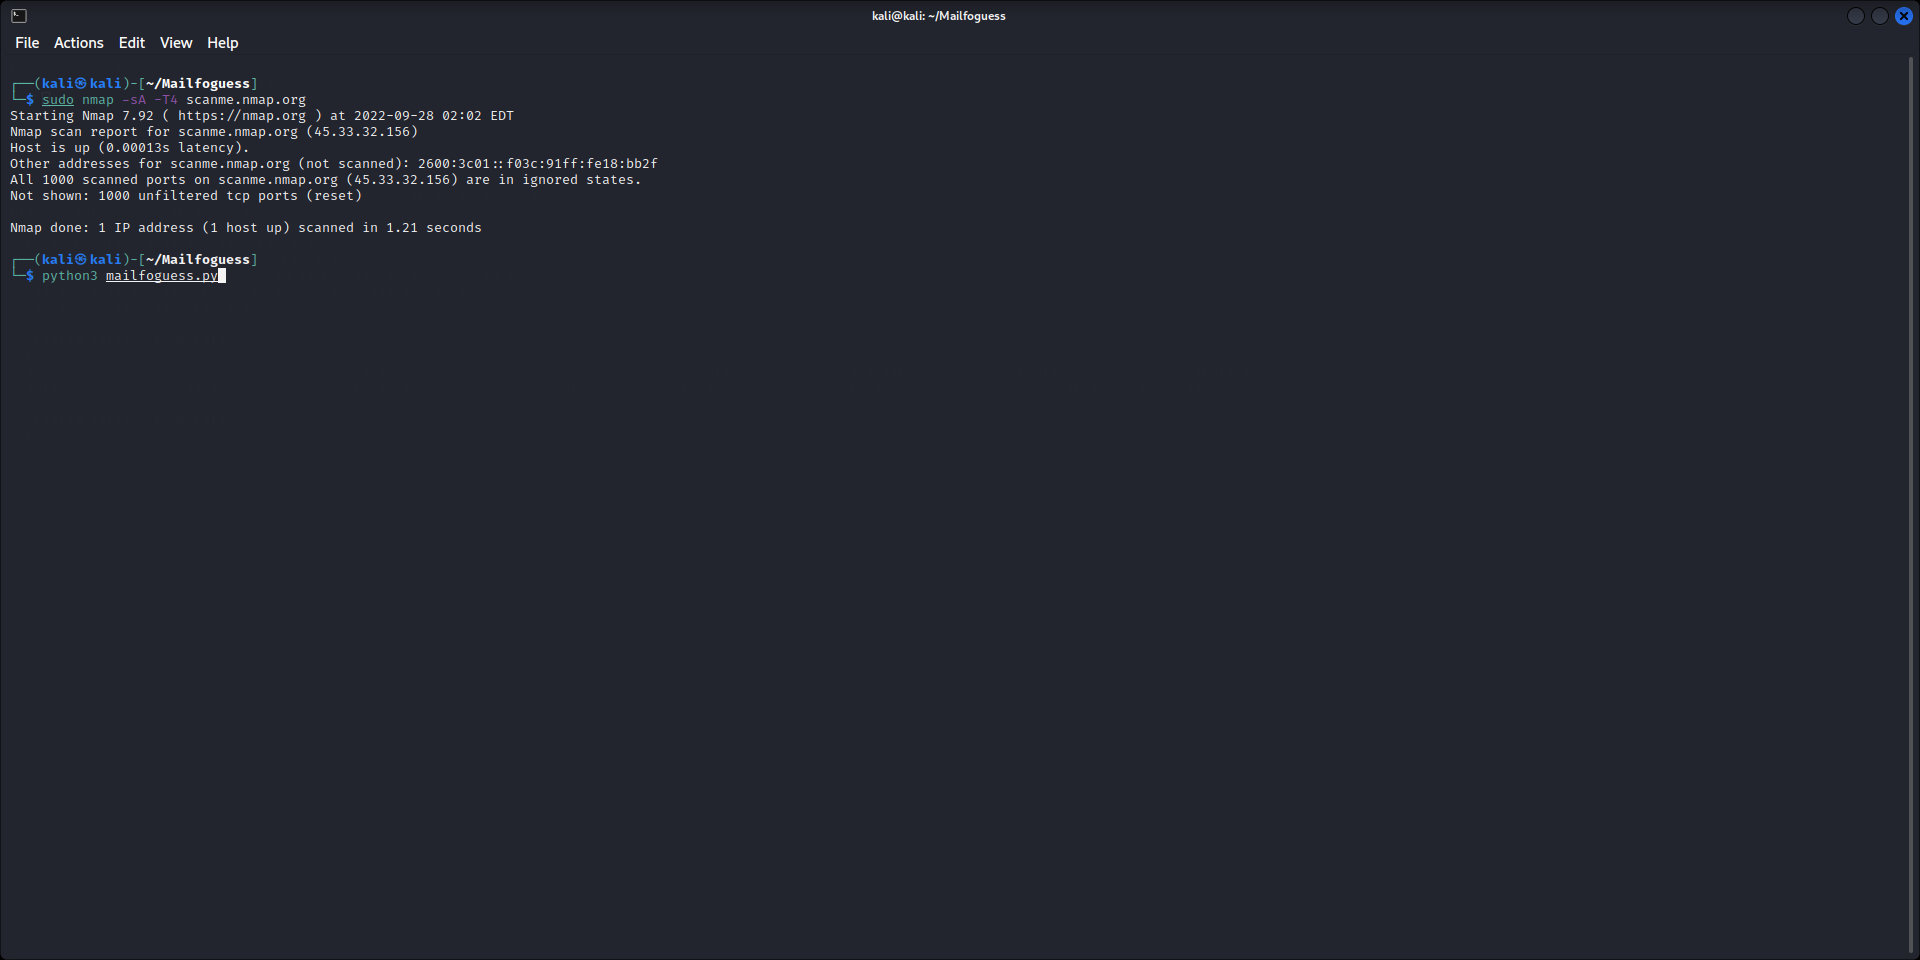 kali@kali: ~/Mailfoguess
File Actions Edit View Help
┌──(kali㉿kali)-[~/Mailfoguess]
└─$ sudo nmap -sA -T4 scanme.nmap.org
Starting Nmap 7.92 ( https://nmap.org ) at 2022-09-28 02:02 EDT
Nmap scan report for scanme.nmap.org (45.33.32.156)
Host is up (0.00013s latency).
Other addresses for scanme.nmap.org (not scanned): 2600:3c01::f03c:91ff:fe18:bb2f
All 1000 scanned ports on scanme.nmap.org (45.33.32.156) are in ignored states.
Not shown: 1000 unfiltered tcp ports (reset)
Nmap done: 1 IP address (1 host up) scanned in 1.21 seconds
┌──(kali㉿kali)-[~/Mailfoguess]
└─$ python3 mailfoguess.py